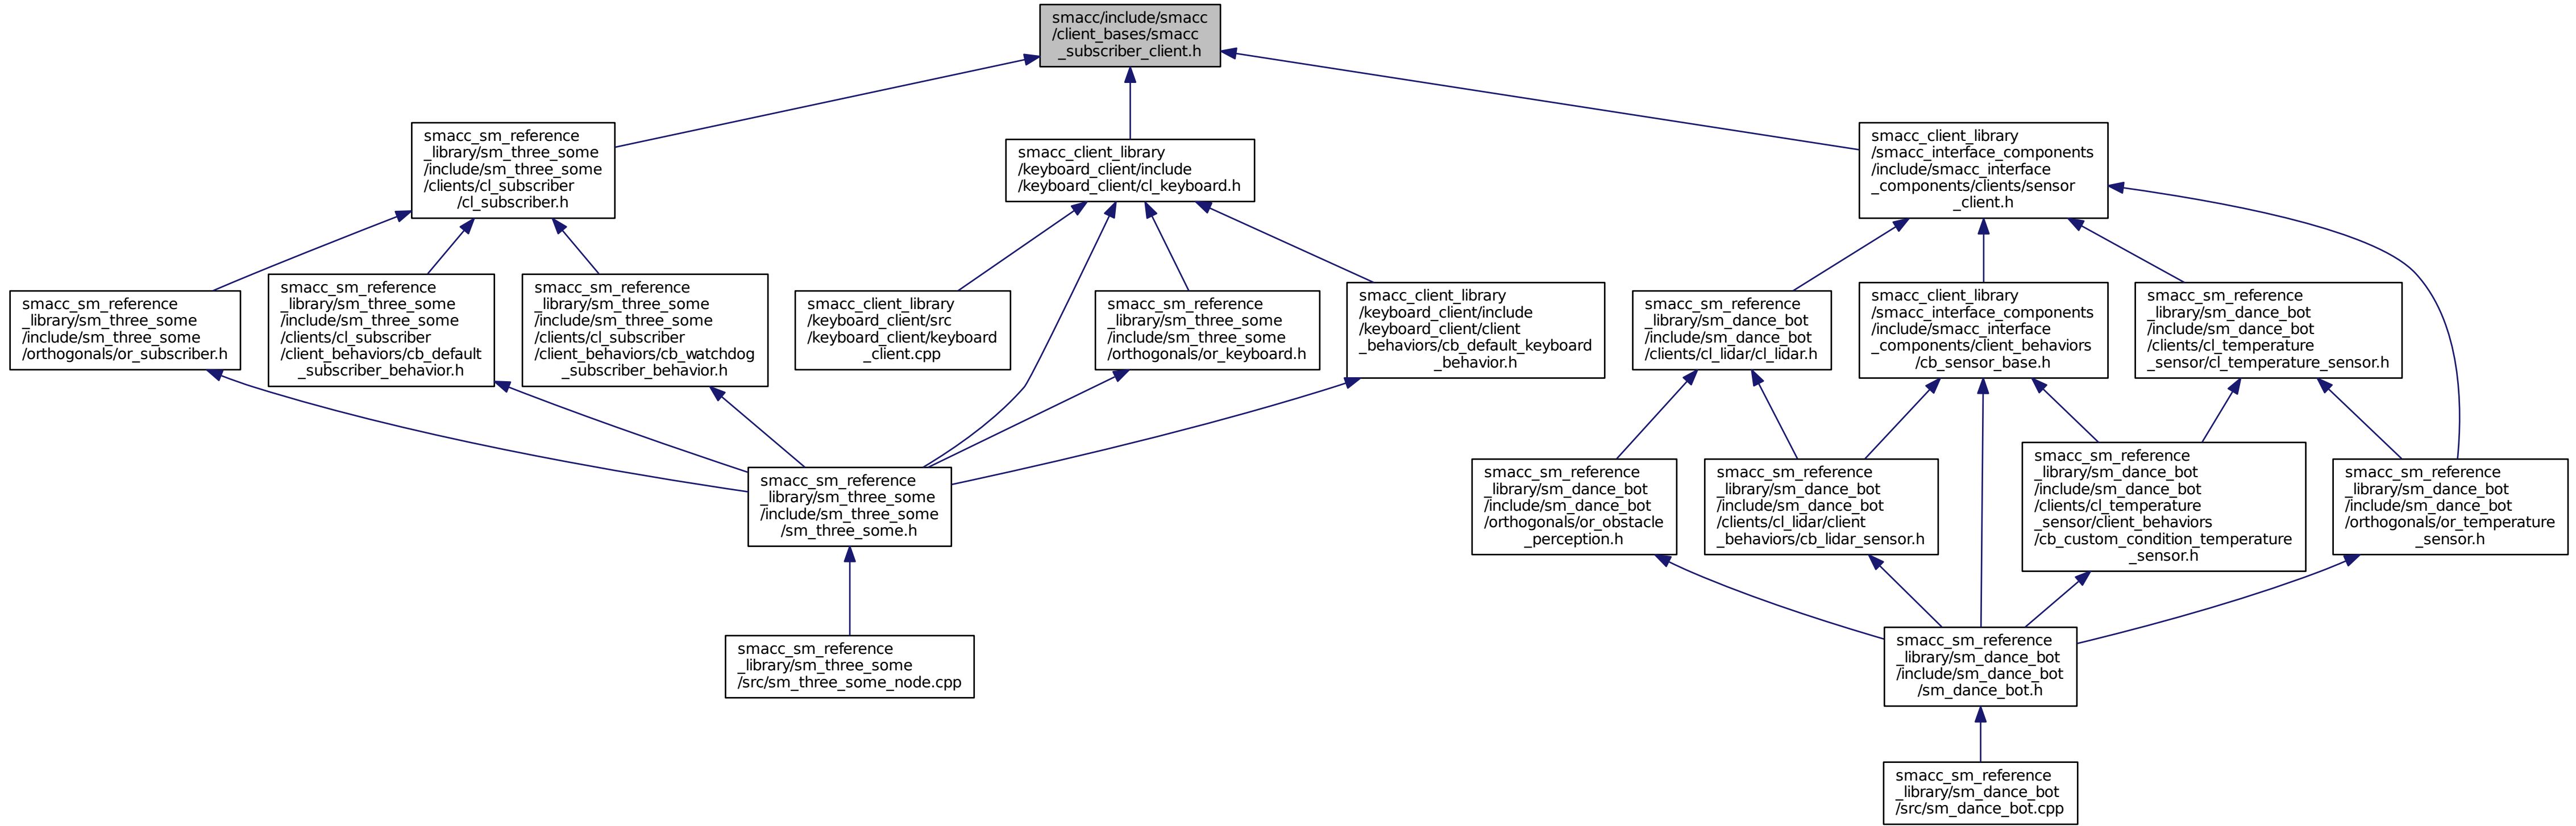 smacc/include/smacc
/client_bases/smacc
_subscriber_client.h
smacc_sm_reference
_library/sm_three_some
/include/sm_three_some
/clients/cl_subscriber
/cl_subscriber.h
smacc_client_library
/keyboard_client/include
/keyboard_client/cl_keyboard.h
smacc_client_library
/smacc_interface_components
/include/smacc_interface
_components/clients/sensor
_client.h
smacc_sm_reference
_library/sm_three_some
/include/sm_three_some
/orthogonals/or_subscriber.h
smacc_sm_reference
_library/sm_three_some
/include/sm_three_some
/clients/cl_subscriber
/client_behaviors/cb_default
_subscriber_behavior.h
smacc_sm_reference
_library/sm_three_some
/include/sm_three_some
/clients/cl_subscriber
/client_behaviors/cb_watchdog
_subscriber_behavior.h
smacc_client_library
/keyboard_client/src
/keyboard_client/keyboard
_client.cpp
smacc_sm_reference
_library/sm_three_some
/include/sm_three_some
/orthogonals/or_keyboard.h
smacc_client_library
/keyboard_client/include
/keyboard_client/client
_behaviors/cb_default_keyboard
_behavior.h
smacc_sm_reference
_library/sm_dance_bot
/include/sm_dance_bot
/clients/cl_lidar/cl_lidar.h
smacc_client_library
/smacc_interface_components
/include/smacc_interface
_components/client_behaviors
/cb_sensor_base.h
smacc_sm_reference
_library/sm_dance_bot
/include/sm_dance_bot
/clients/cl_temperature
_sensor/cl_temperature_sensor.h
smacc_sm_reference
_library/sm_three_some
/include/sm_three_some
/sm_three_some.h
smacc_sm_reference
_library/sm_dance_bot
/include/sm_dance_bot
/orthogonals/or_obstacle
_perception.h
smacc_sm_reference
_library/sm_dance_bot
/include/sm_dance_bot
/clients/cl_lidar/client
_behaviors/cb_lidar_sensor.h
smacc_sm_reference
_library/sm_dance_bot
/include/sm_dance_bot
/clients/cl_temperature
_sensor/client_behaviors
/cb_custom_condition_temperature
_sensor.h
smacc_sm_reference
_library/sm_dance_bot
/include/sm_dance_bot
/orthogonals/or_temperature
_sensor.h
smacc_sm_reference
_library/sm_three_some
/src/sm_three_some_node.cpp
smacc_sm_reference
_library/sm_dance_bot
/include/sm_dance_bot
/sm_dance_bot.h
smacc_sm_reference
_library/sm_dance_bot
/src/sm_dance_bot.cpp